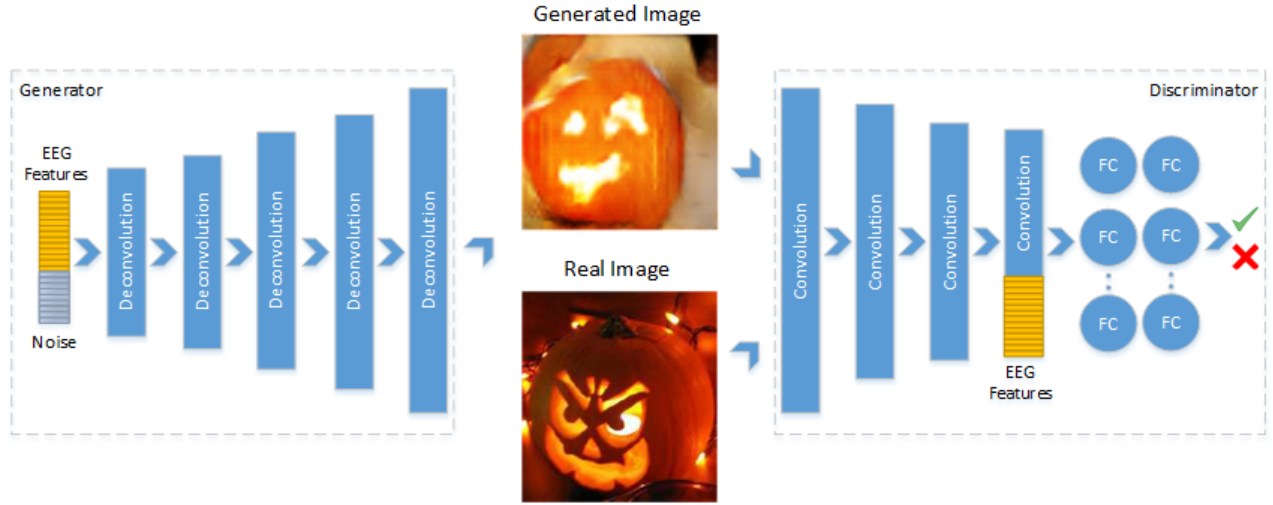 Generated Image
Generator
EEG
Features
Noise
Deconvolution
Deconvolution
Deconvolution
Deconvolution
Deconvolution
Real Image
Discriminator
Convolution
Convolution
Convolution
Convolution
EEG
Features
FC FC
FC FC
FC FC